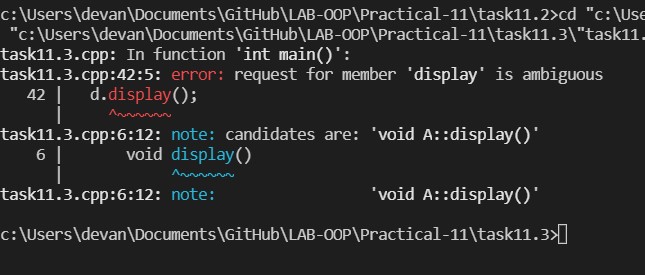 c:\Users\devan\Documents\GitHub\LAB-OOP\Practical-11\task11.2>cd "c:\Use
"c:\Users\devan\Documents\GitHub\LAB-OOP\Practical-11\task11.3\"task11.
task11.3.cpp: In function 'int main()':
task11.3.cpp:42:5: error: request for member 'display' is ambiguous
42 | d.display();
| ^~~~~~~
task11.3.cpp:6:12: note: candidates are: 'void A::display()'
6 | void display()
| ^~~~~~~
task11.3.cpp:6:12: note: 'void A::display()'
c:\Users\devan\Documents\GitHub\LAB-OOP\Practical-11\task11.3>